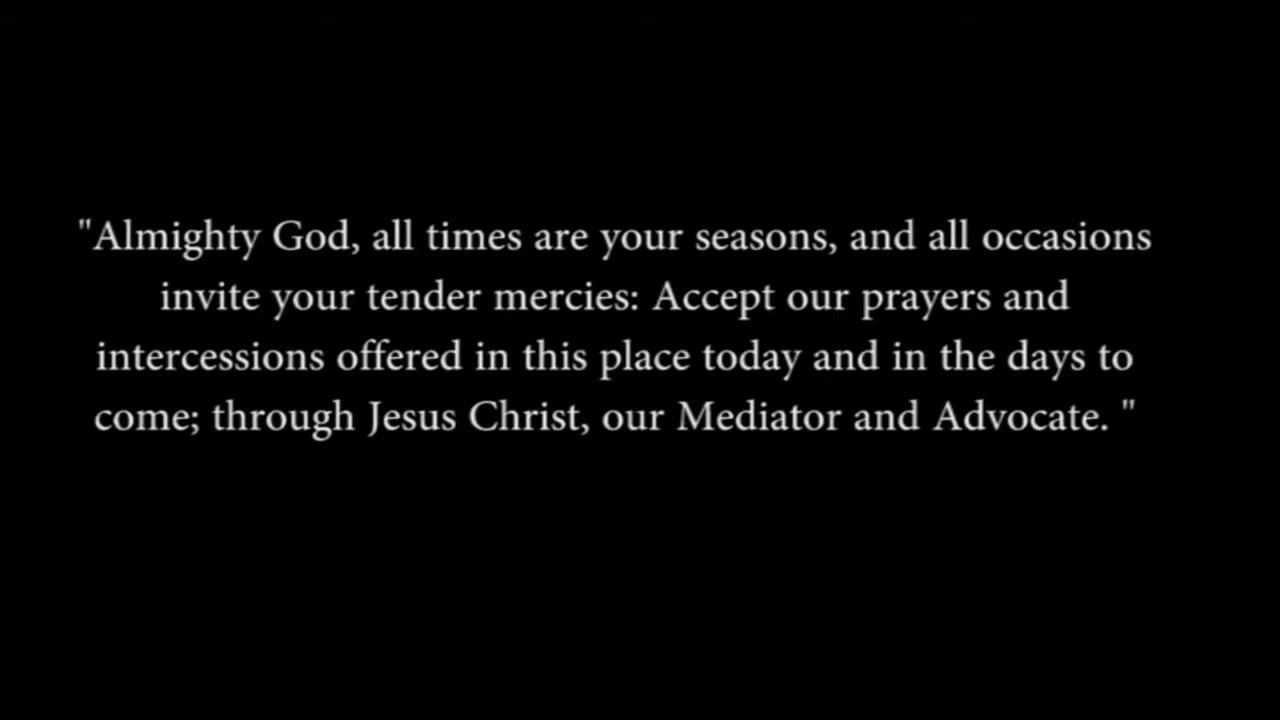 "Almighty God, all times are your seasons, and all occasions
invite your tender mercies: Accept our prayers and
intercessions offered in this place today and in the days to
come; through Jesus Christ, our Mediator and Advocate. "